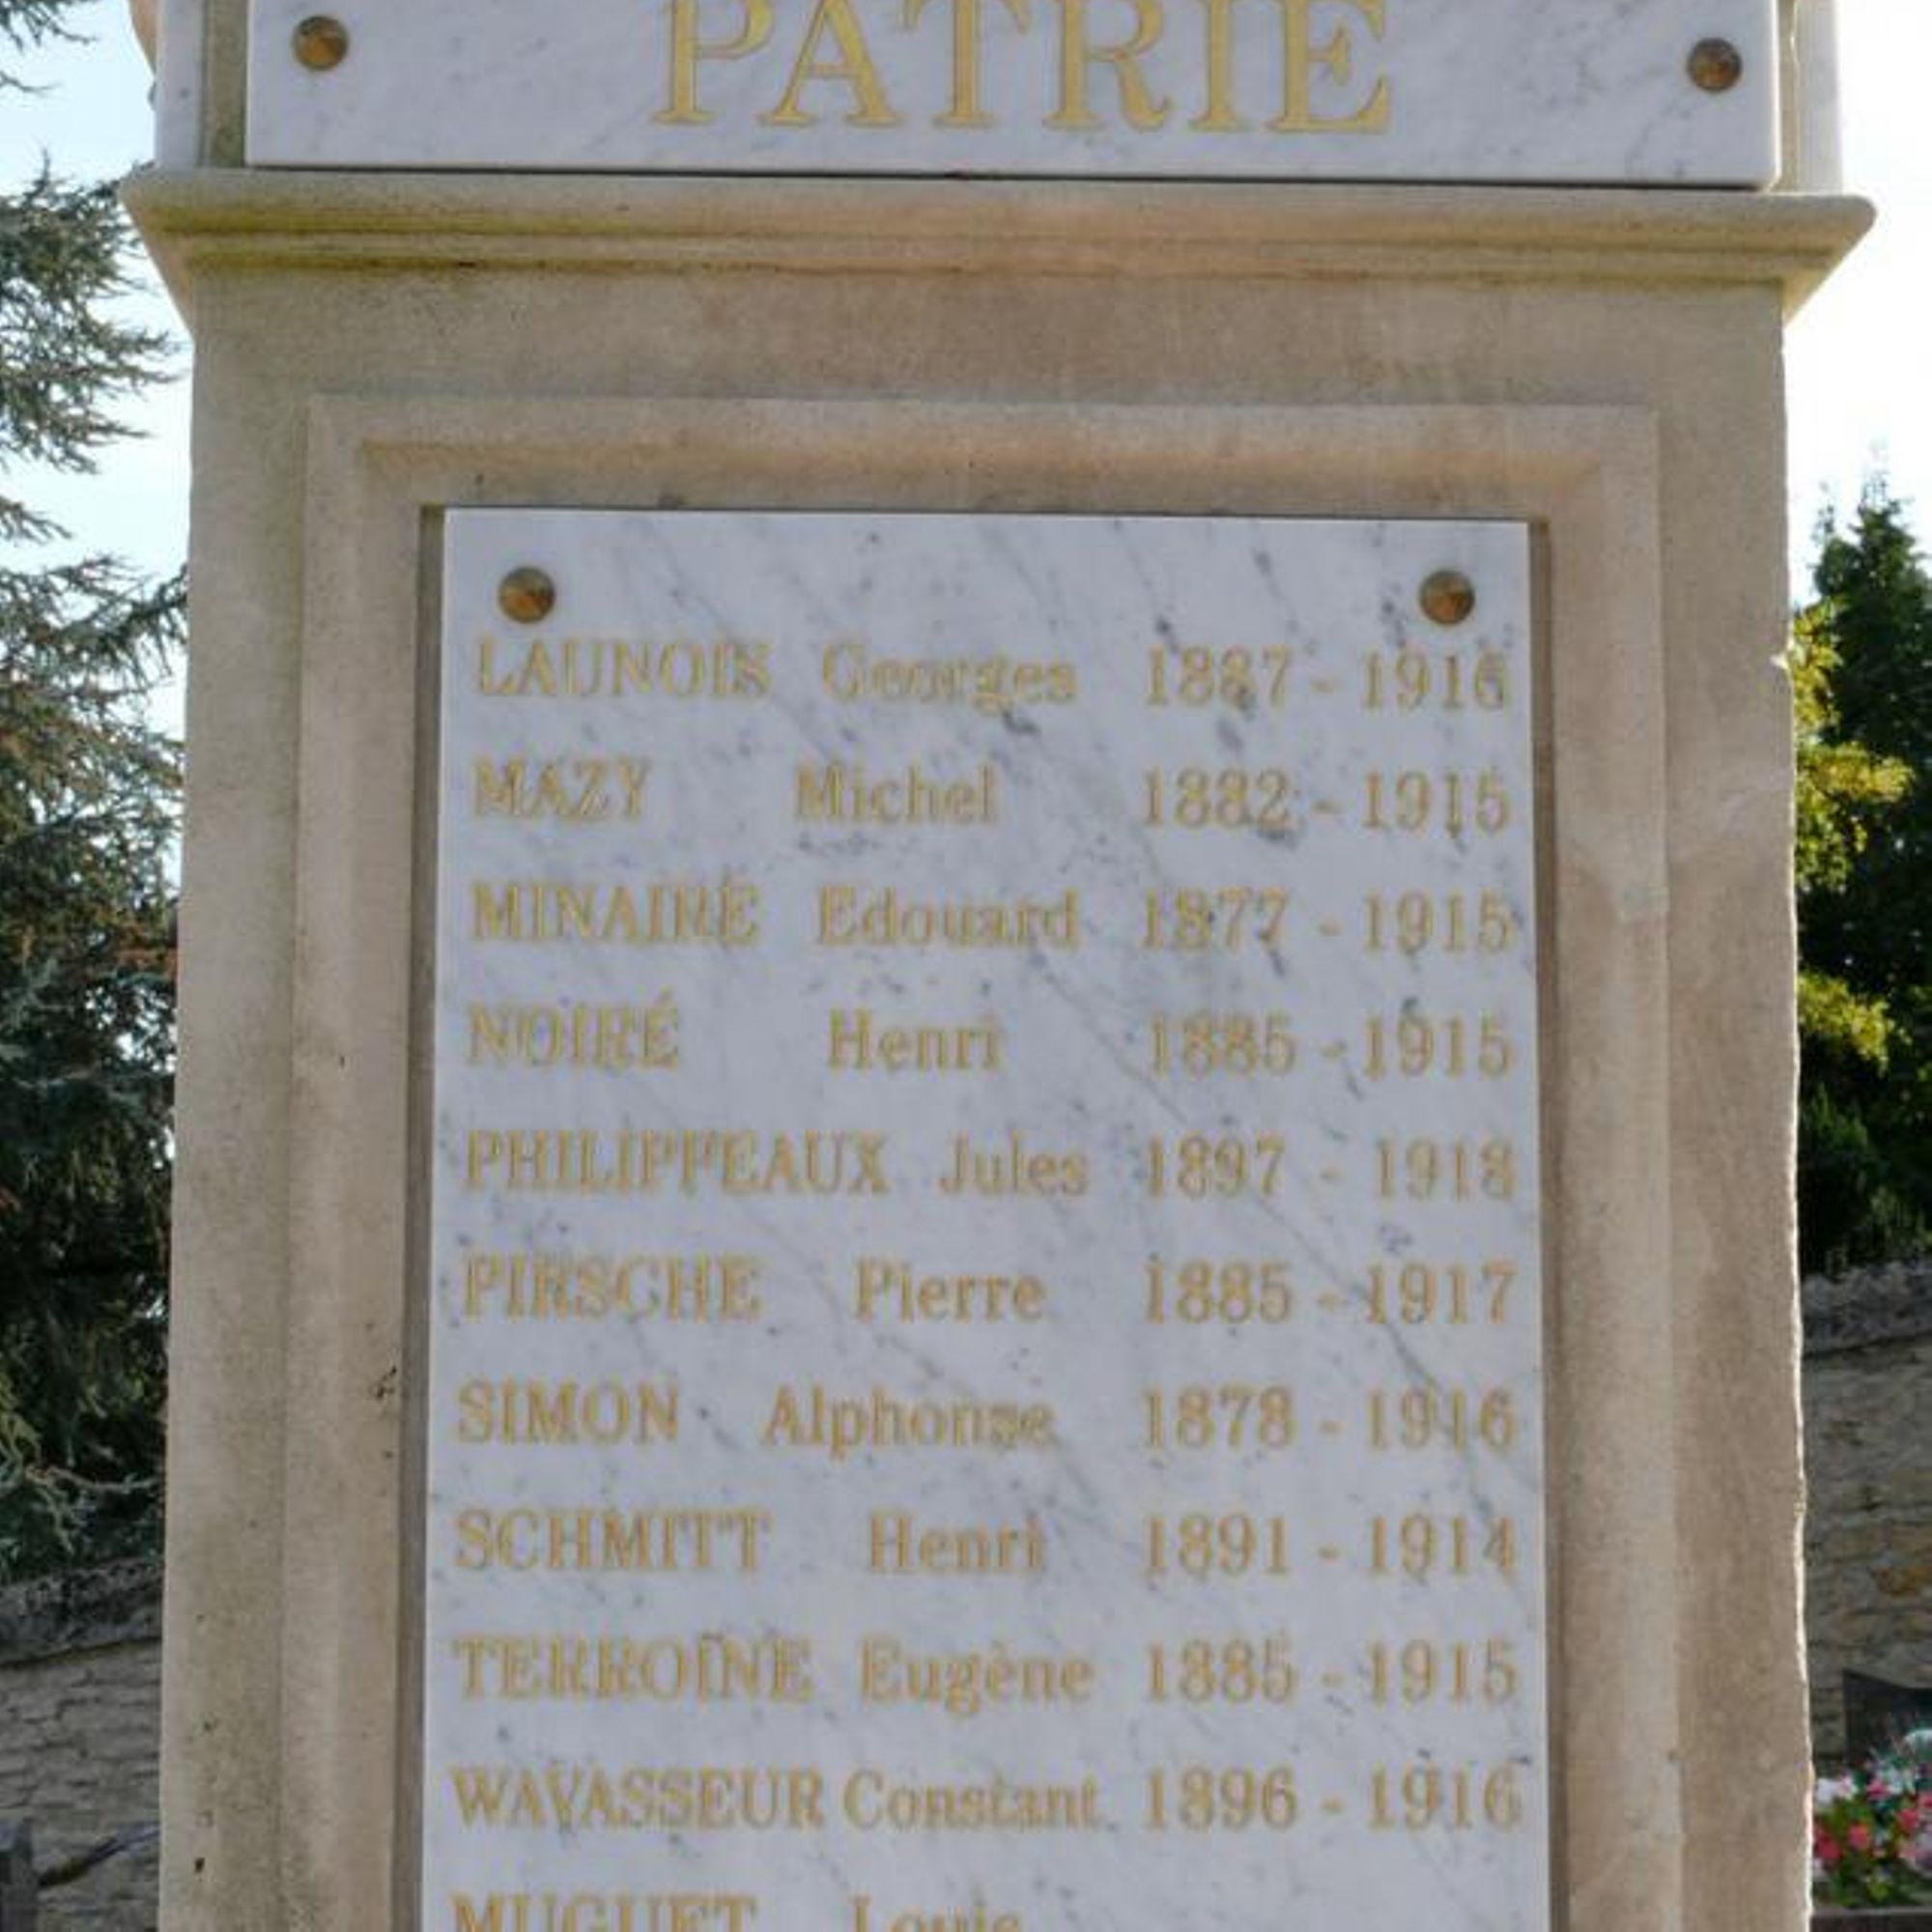 PATRIE
LAUNOIS Georges 1887 - 1916
MAZY Michel 1882 - 1915
MINAIRE Edouard 1877 - 1915
NOIRÉ Henri 1885 - 1915
PHILIPPEAUX Jules 1897 - 1918
PIRSCHE Pierre 1885 - 1917
SIMON Alphonse 1878 - 1916
SCHMITT Henri 1891 - 1914
TERROINE Eugène 1885 - 1915
WAVASSEUR Constant 1896 - 1916
MUGUET Louis